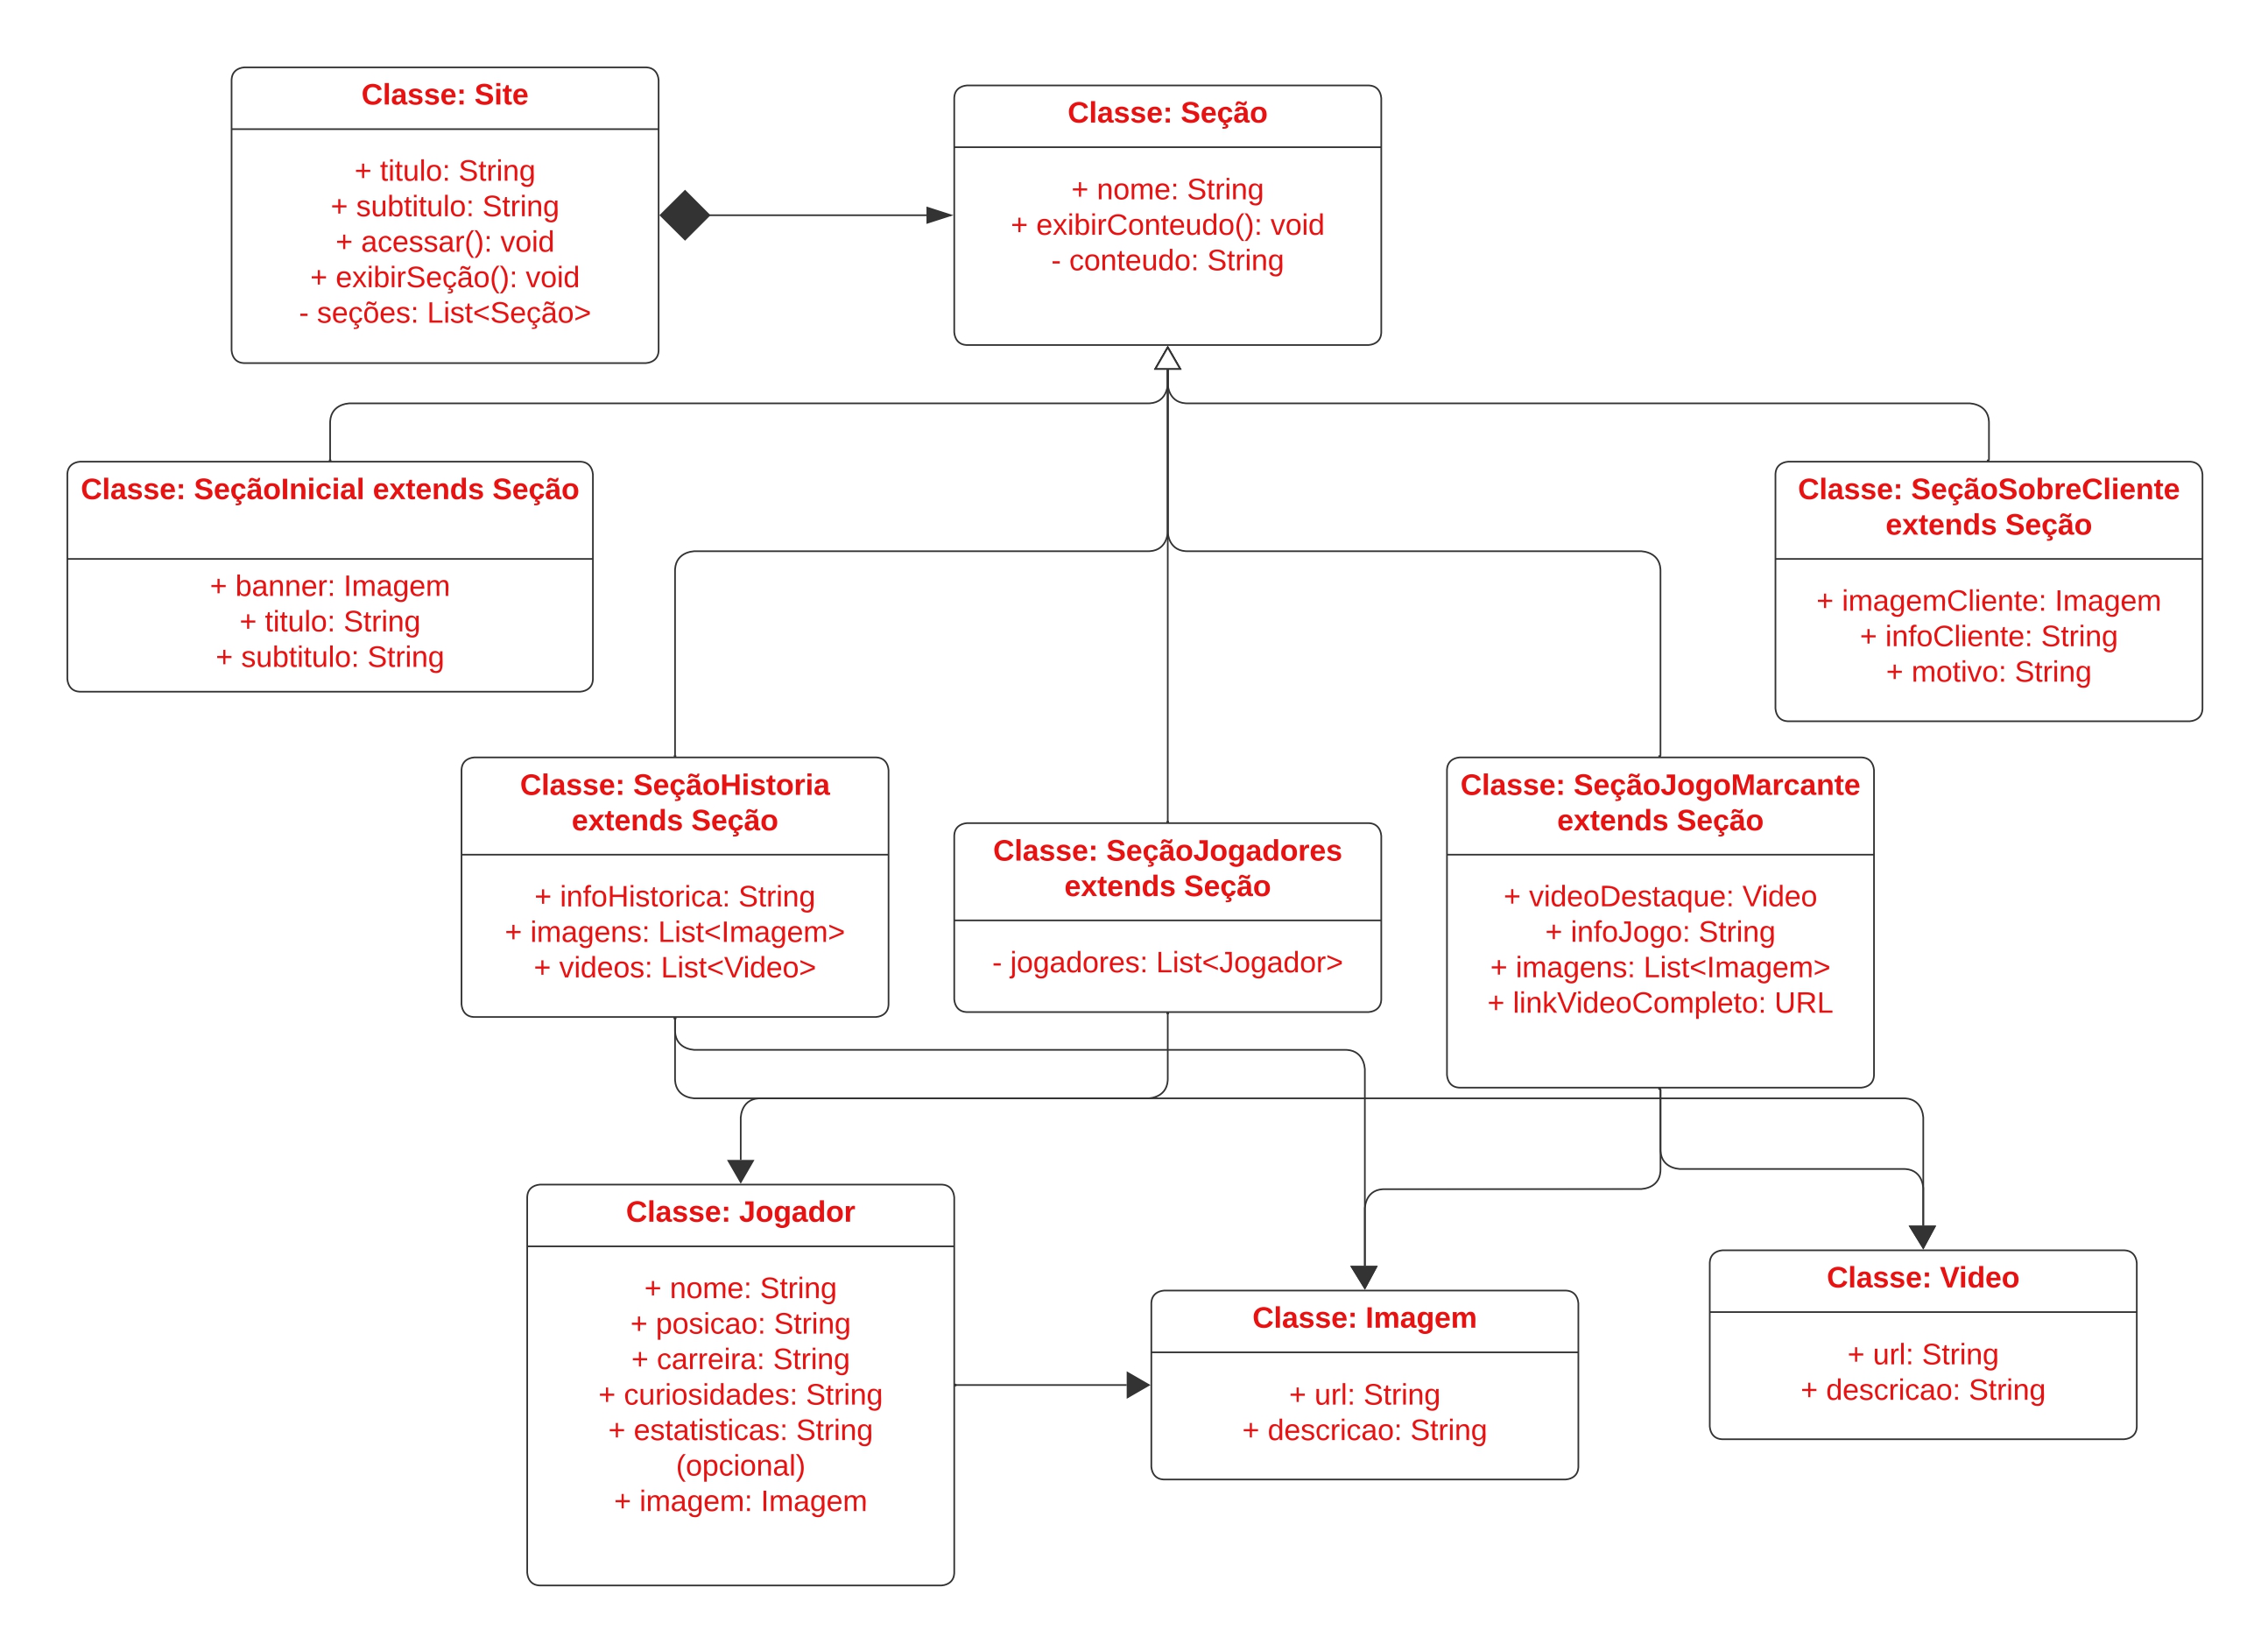 Classe: Site
+ titulo: String
+ subtitulo: String
+ acessar(): void
+ exibirSeção(): void
- seções: List<Seção>
Classe: Seção
+ nome: String
+ exibirConteudo(): void
- conteudo: String
Classe: SeçãoInicial extends Seção
+ banner: Imagem
+ titulo: String
+ subtitulo: String
Classe: SeçãoSobreCliente
extends Seção
+ imagemCliente: Imagem
+ infoCliente: String
+ motivo: String
Classe: SeçãoHistoria
extends Seção
+ infoHistorica: String
+ imagens: List<Imagem>
+ videos: List<Video>
Classe: SeçãoJogadores
extends Seção
- jogadores: List<Jogador>
Classe: SeçãoJogoMarcante
extends Seção
+ videoDestaque: Video
+ infoJogo: String
+ imagens: List<Imagem>
+ linkVideoCompleto: URL
Classe: Jogador
+ nome: String
+ posicao: String
+ carreira: String
+ curiosidades: String
+ estatisticas: String
(opcional)
+ imagem: Imagem
Classe: Imagem
+ url: String
+ descricao: String
Classe: Video
+ url: String
+ descricao: String